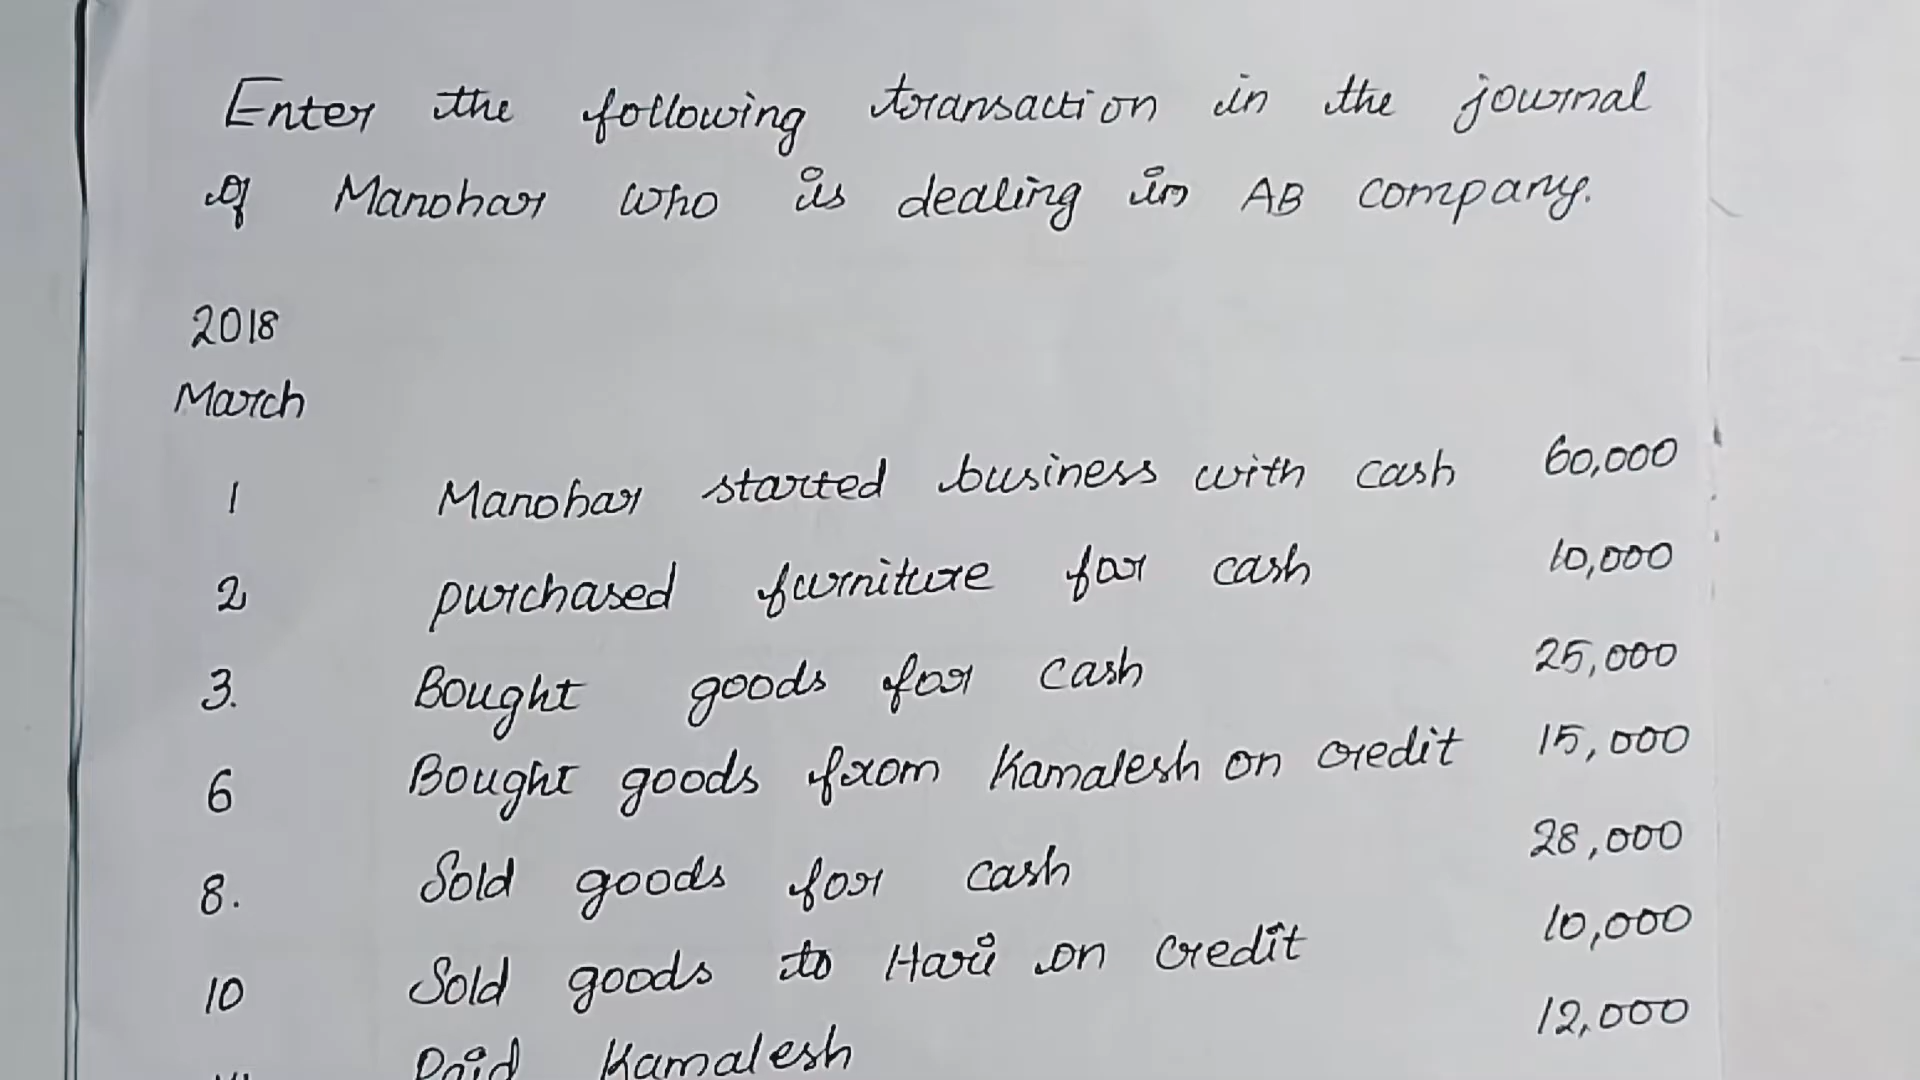 Enter the following transaction in the journal
of Manohar who is dealing in AB company.
2018
March
1 Manohar started business with cash 60,000
2 purchased furniture for cash 10,000
3. Bought goods for cash 25,000
6 Bought goods from Kamalesh on credit 15,000
8. Sold goods for cash 28,000
10 Sold goods to Hari on credit 10,000
Paid Kamalesh 12,000